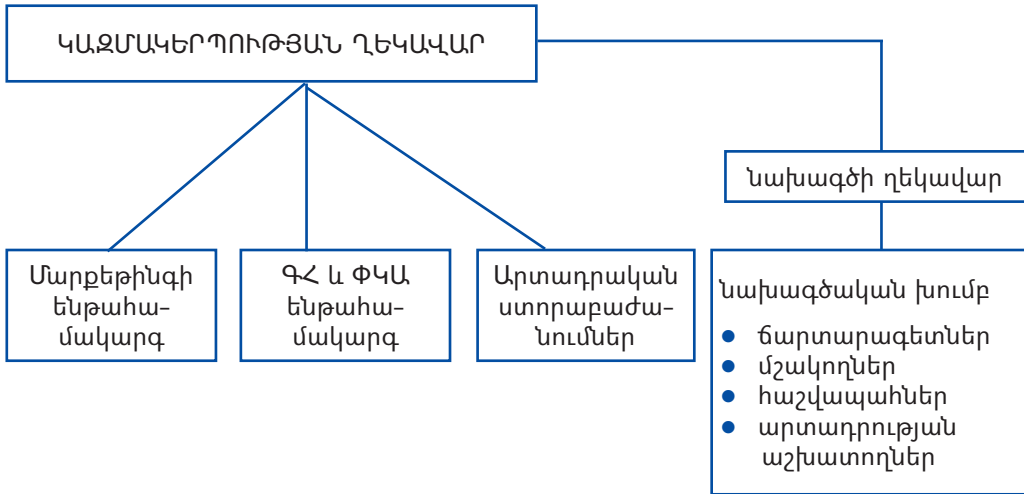 ԿԱԶՄԱԿԵՐՊՈՒԹՅԱՆ ՂԵԿԱՎԱՐ
նախագծի ղեկավար
Մարքեթինգի
ենթահա–
մակարգ
ԳՀ և ՓԿԱ
ենթահա–
մակարգ
Արտադրական
ստորաբաժա–
նումներ
նախագծական խումբ
● ճարտարագետներ
● մշակողներ
● հաշվապահներ
● արտադրության
աշխատողներ